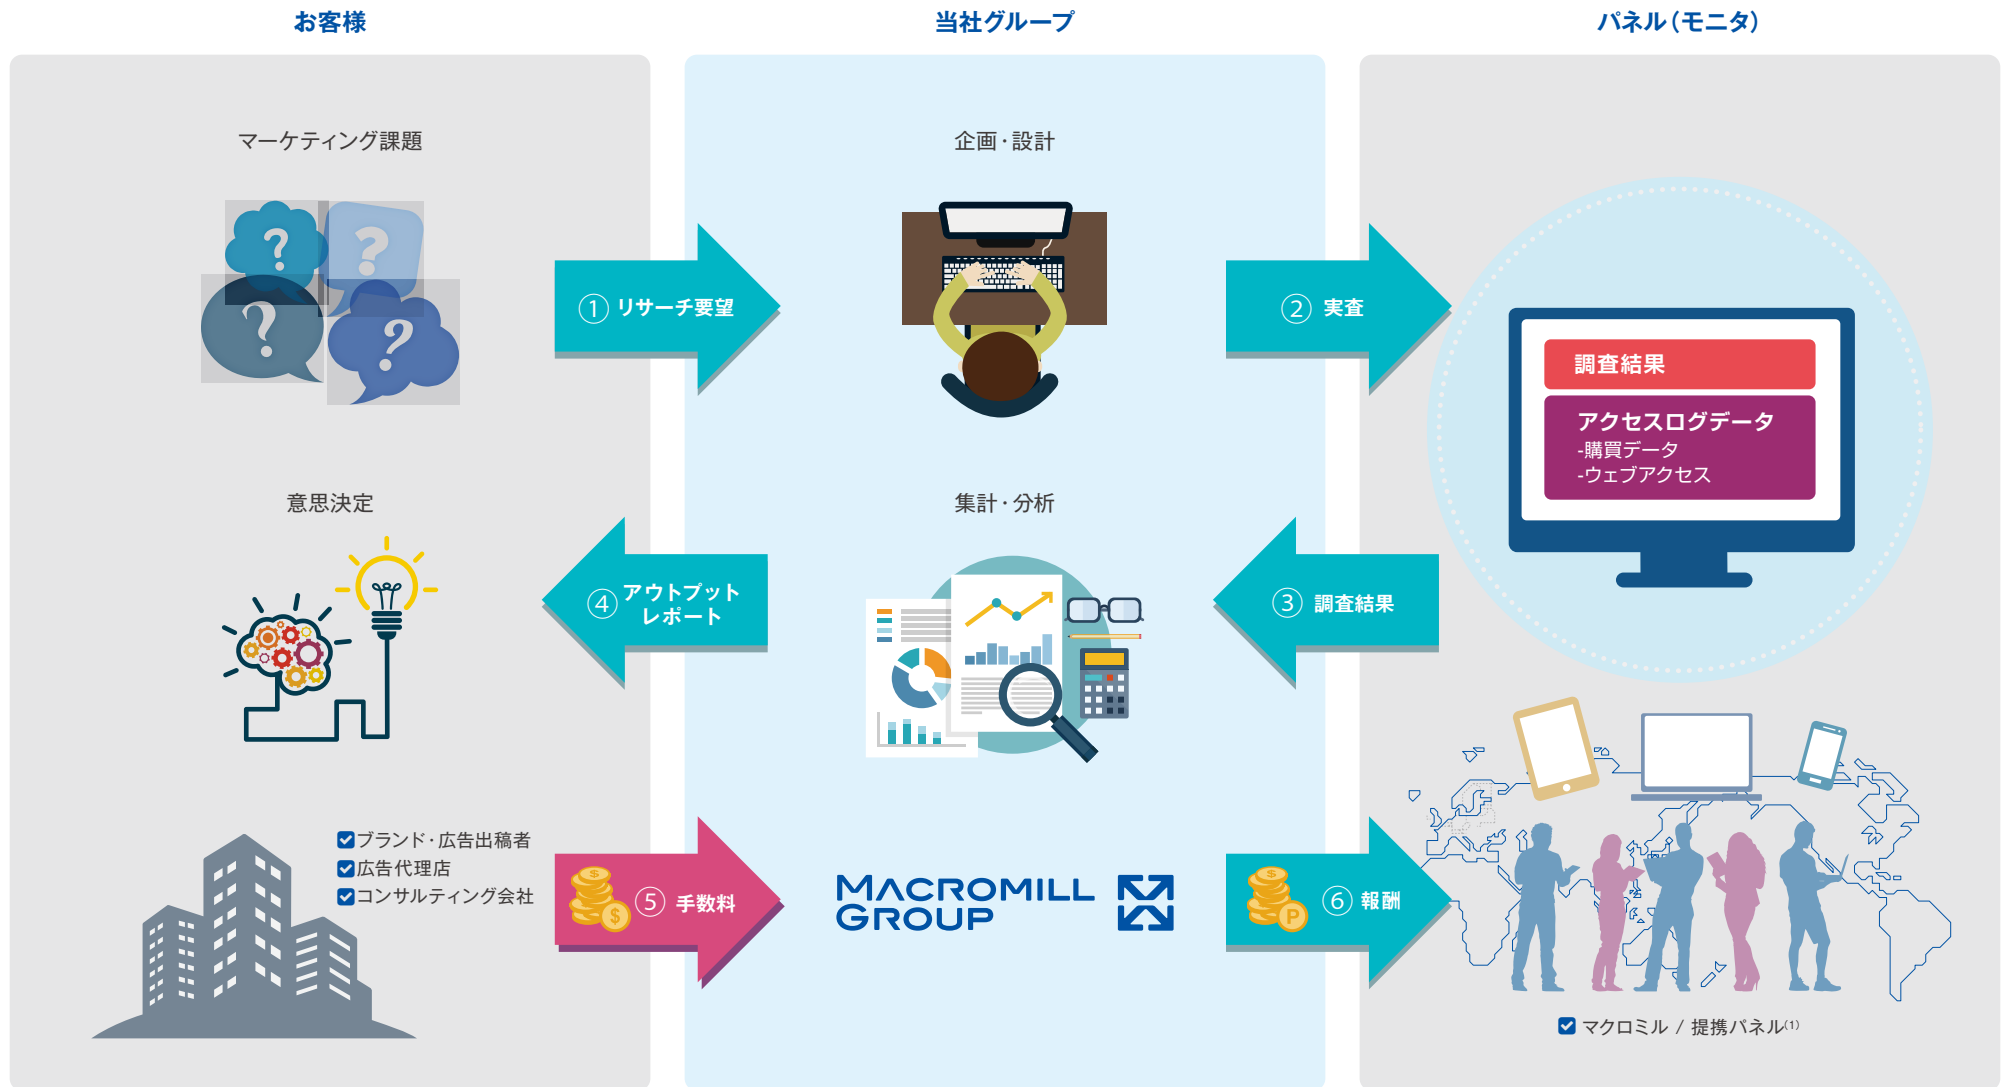 お客様
当社グループ
パネル（モニタ）
マーケティング課題
企画・設計
① リサーチ要望
② 実査
調査結果
アクセスログデータ
-購買データ
-ウェブアクセス
意思決定
集計・分析
④ アウトプット
レポート
③ 調査結果
ブランド・広告出稿者
広告代理店
コンサルティング会社
⑤ 手数料
MACROMILL
GROUP
⑥ 報酬
マクロミル / 提携パネル(1)